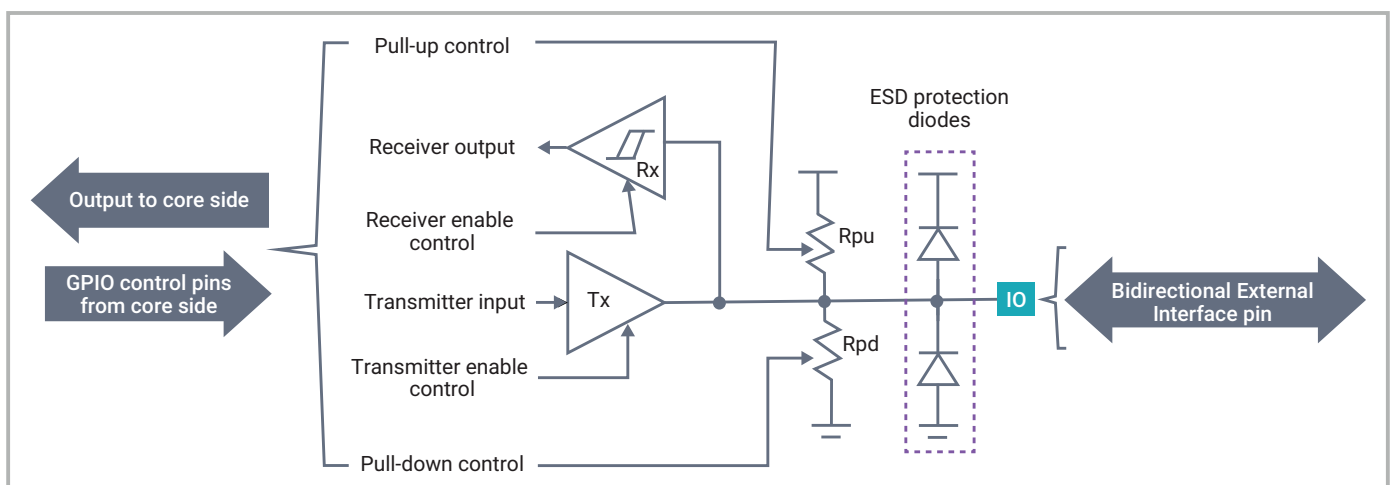 Pull-up control
ESD protection
diodes
Receiver output
Rx
Output to core side
Receiver enable
control
Rpu
GPIO control pins
from core side
Transmitter input
Tx
IO
Bidirectional External
Interface pin
Rpd
Transmitter enable
control
Pull-down control